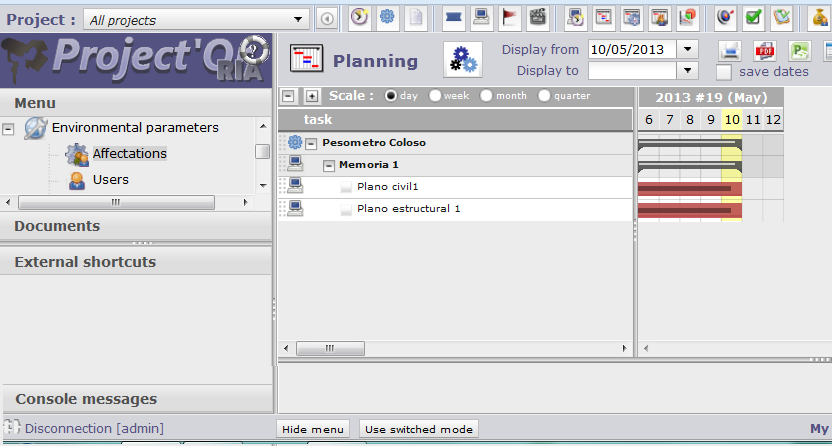 Project : All projects
Project'Or
RIA
Planning
Display from 10/05/2013
Display to
save dates
Menu
Environmental parameters
Affectations
Users
Documents
External shortcuts
Console messages
Scale : day week month quarter
2013 #19 (May)
task
6 7 8 9 10 11 12
Pesometro Coloso
Memoria 1
Plano civil1
Plano estructural 1
Disconnection [admin]
Hide menu
Use switched mode
My